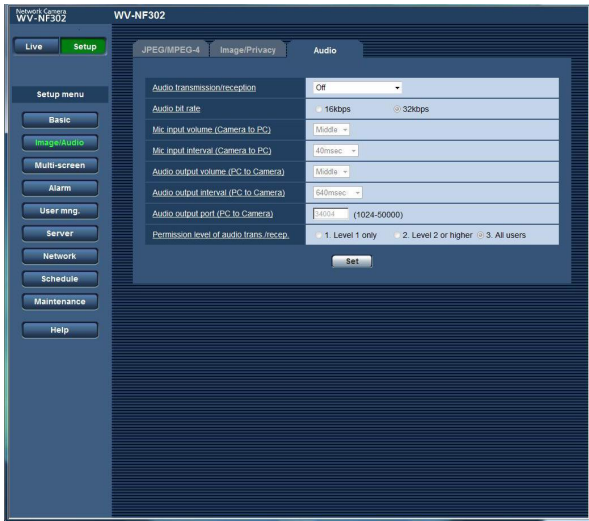 Network Camera
WV-NF302
WV-NF302
Live
Setup
JPEG/MPEG-4
Image/Privacy
Audio
Setup menu
Basic
Image/Audio
Multi-screen
Alarm
User mng.
Server
Network
Schedule
Maintenance
Help
Audio transmission/reception Off
Audio bit rate 16kbps 32kbps
Mic input volume (Camera to PC) Middle
Mic input interval (Camera to PC) 40msec
Audio output volume (PC to Camera) Middle
Audio output interval (PC to Camera) 640msec
Audio output port (PC to Camera) 34004 (1024-50000)
Permission level of audio trans./recep. 1. Level 1 only 2. Level 2 or higher 3. All users
Set